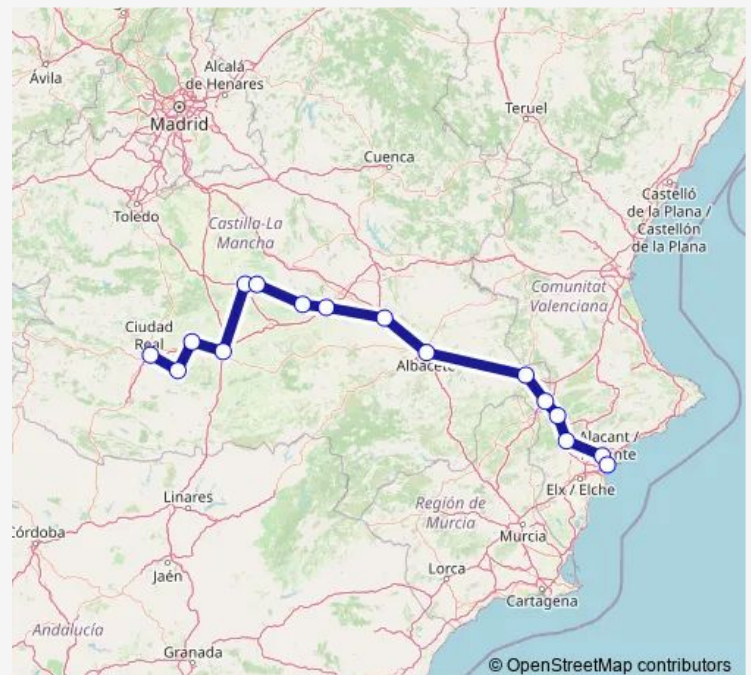 Ávila
Alcalá
de Henares
Madrid
Teruel
Cuenca
Toledo
Castilla-La
Mancha
Castelló
de la Plana /
Castellón
de la Plana
Comunitat
Valenciana
Ciudad
Real
Albacete
Alacant /
nte
Elx / Elche
Linares
Región de
Murcia
Murcia
órdoba
Jaén
Lorca
Cartagena
Andalucía
Granada
© OpenStreetMap contributors